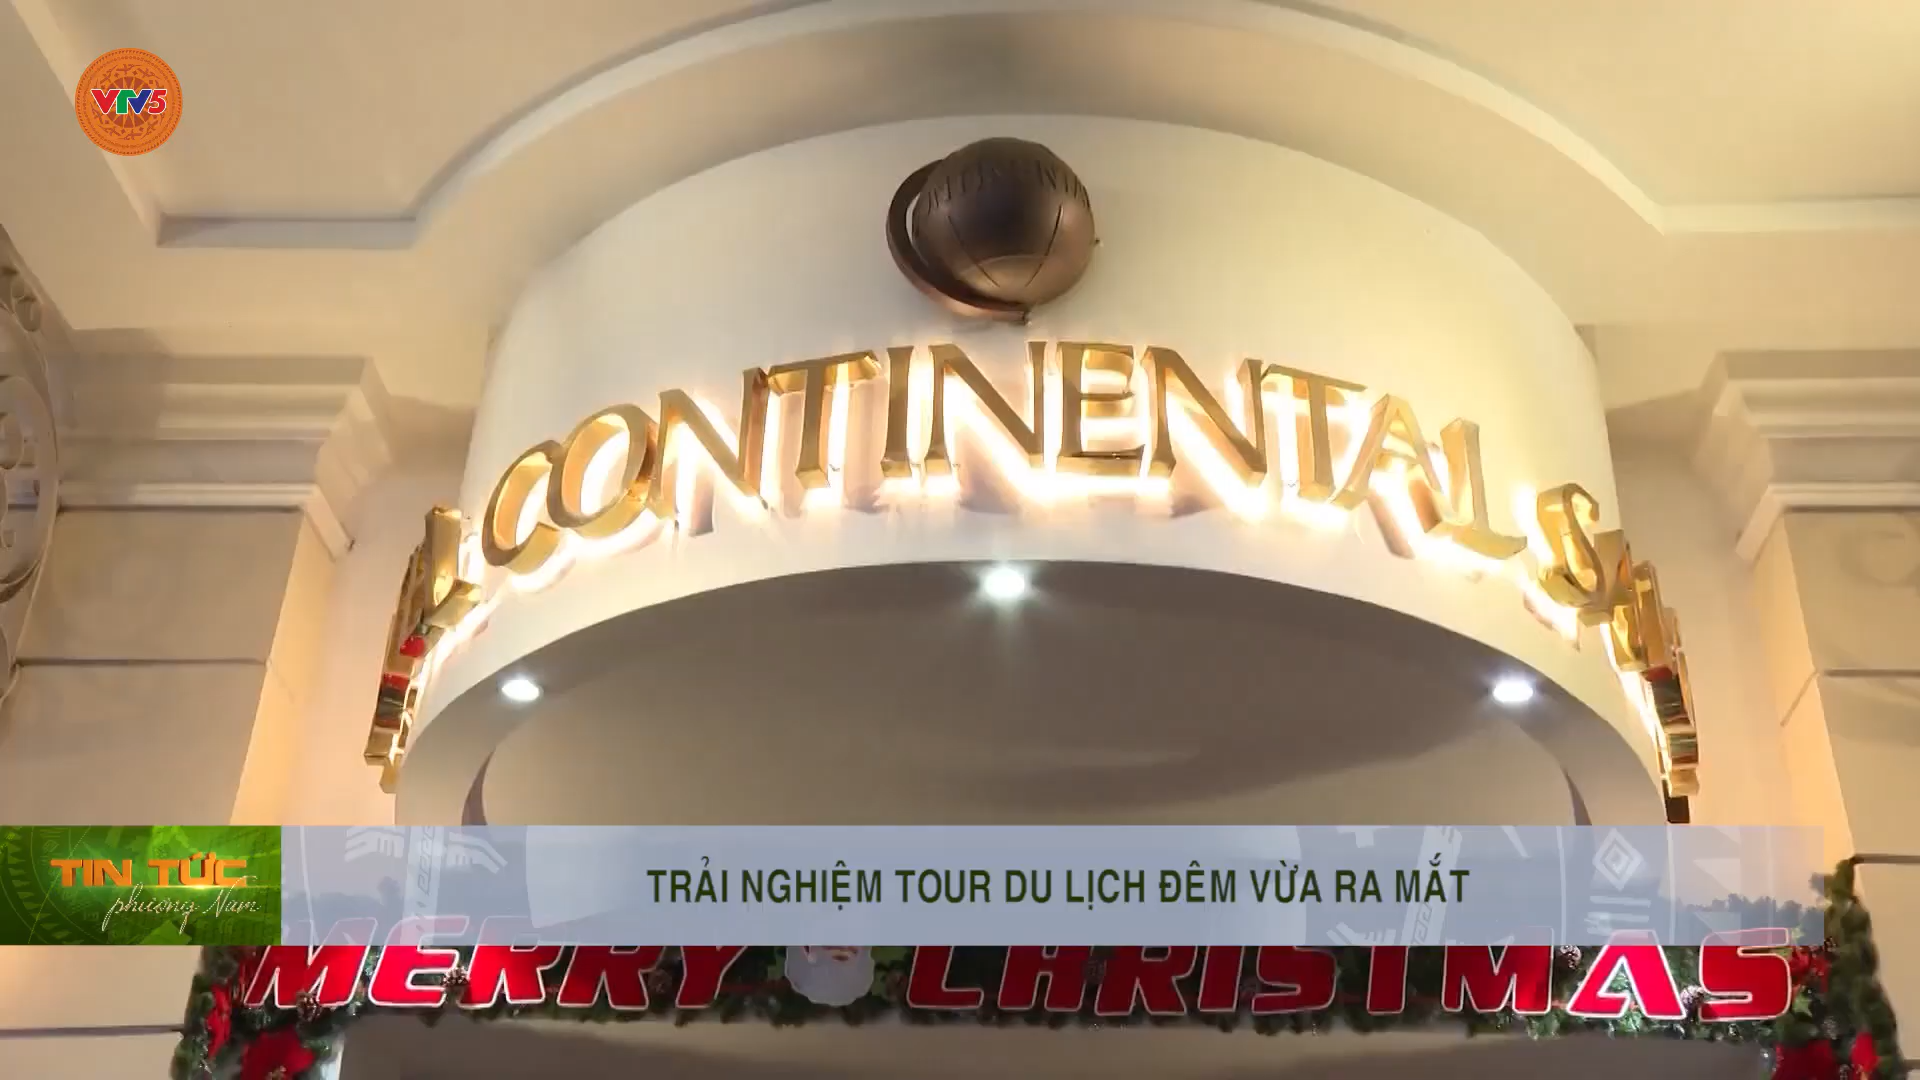 VTV5
CONTINENTAL
TIN TỨC
phương Nam
TRẢI NGHIỆM TOUR DU LỊCH ĐÊM VỪA RA MẮT
MERRY CHRISTMAS